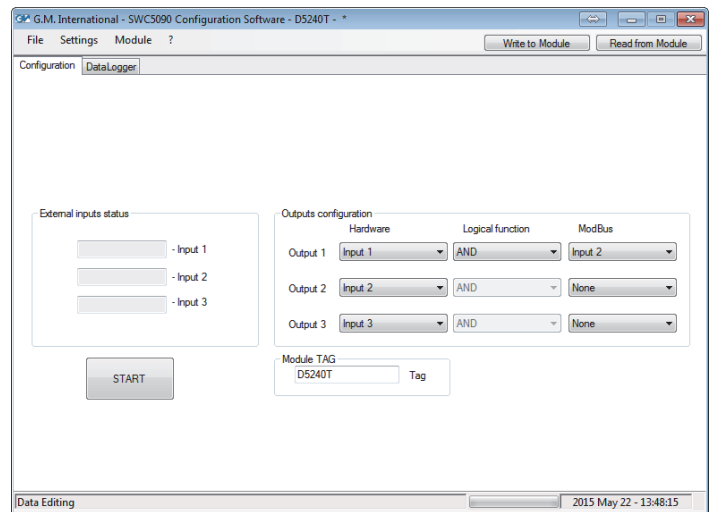 G.M. International - SWC5090 Configuration Software - D5240T - *
File Settings Module ? Write to Module Read from Module
Configuration DataLogger
External inputs status
- Input 1
- Input 2
- Input 3
START
Outputs configuration
Hardware Logical function ModBus
Output 1 Input 1 AND Input 2
Output 2 Input 2 AND None
Output 3 Input 3 AND None
Module TAG
D5240T Tag
Data Editing 2015 May 22 - 13:48:15